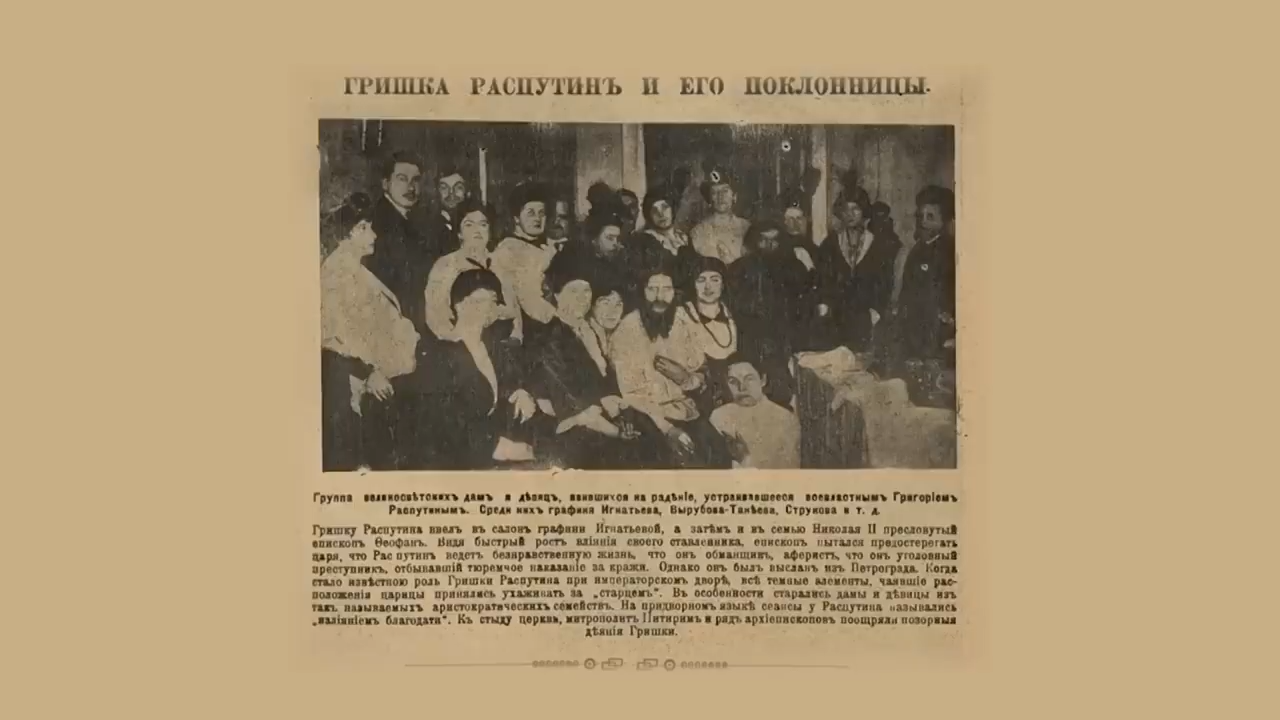 ГРИШКА РАСПУТИНЪ И ЕГО ПОКЛОННИЦЫ.
Группа великосвѣтскихъ дамъ и дѣвицъ, явившихся на радѣніе, устраивавшееся всевластнымъ Григоріемъ
Распутинымъ. Среди нихъ графиня Игнатьева, Вырубова-Танѣева, Струкова и т. д.
Гришку Распутина ввелъ въ салонъ графини Игнатьевой, а затѣмъ и въ семью Николая II пресловутый
епископъ Ѳеофанъ. Видя быстрый ростъ вліянія своего ставленника, епископъ пытался предостерегать
царя, что Распутинъ ведетъ безнравственную жизнь, что онъ обманщикъ, аферистъ, что онъ уголовный
преступникъ, отбывавшій тюремчое наказаніе за кражи. Однако онъ былъ высланъ изъ Петрограда. Когда
стало извѣстною роль Гришки Распутина при императорскомъ дворѣ, всѣ темные элементы, чаявшіе рас-
положенія царицы принялись ухаживать за „старцемъ“. Въ особенности старались дамы и дѣвицы изъ
такъ называемыхъ аристократическихъ семействъ. На придворномъ языкѣ сеансы у Распутина назывались
„наліяніемъ благодати“. Къ стыду церкви, митрополитъ Питиримъ и рядъ архіепископовъ поощряли позорныя
дѣянія Гришки.